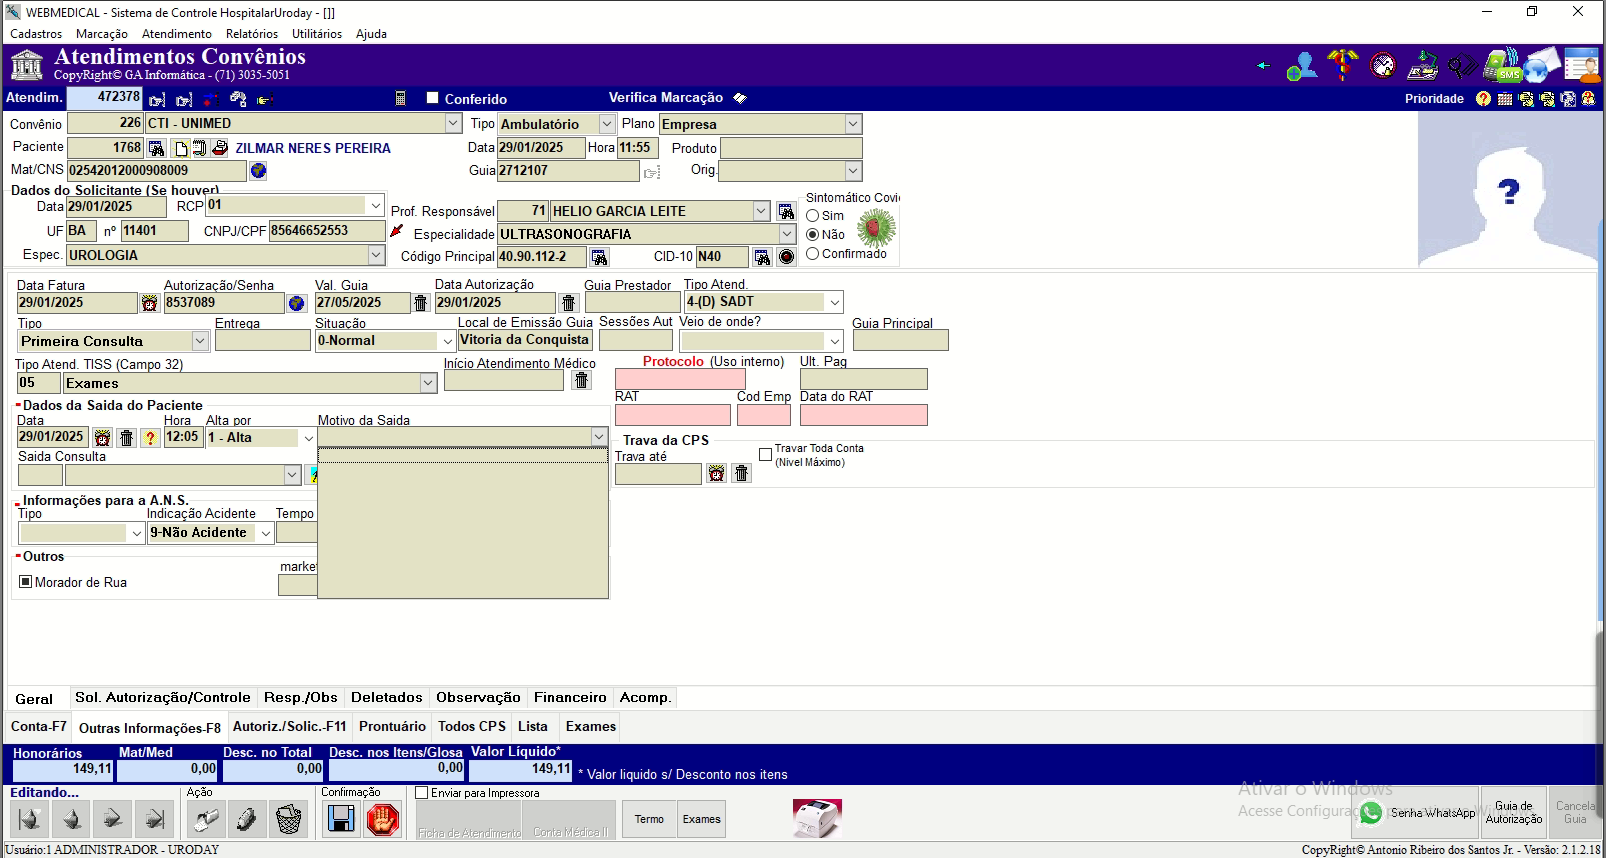 WEBMEDICAL - Sistema de Controle HospitalarUroday - []]
Cadastros Marcação Atendimento Relatórios Utilitários Ajuda
Atendimentos Convênios
CopyRight© GA Informática - (71) 3035-5051
SMS
Atendim. 472378 Conferido Verifica Marcação Prioridade
Convênio 226 CTI - UNIMED Tipo Ambulatório Plano Empresa
Paciente 1768 ZILMAR NERES PEREIRA Data 29/01/2025 Hora 11:55 Produto
Mat/CNS 02542012000908009 Guia 2712107 Orig.
Dados do Solicitante (Se houver)
Data 29/01/2025 RCP 01
UF BA nº 11401 CNPJ/CPF 85646652553
Espec. UROLOGIA
Prof. Responsável 71 HELIO GARCIA LEITE
Especialidade ULTRASONOGRAFIA
Código Principal 40.90.112-2 CID-10 N40
Sintomático Covi
Sim
Não
Confirmado
Data Fatura Autorização/Senha Val. Guia Data Autorização Guia Prestador Tipo Atend.
29/01/2025 8537089 27/05/2025 29/01/2025 4-(D) SADT
Tipo Entrega Situação Local de Emissão Guia Sessões Aut Veio de onde? Guia Principal
Primeira Consulta 0-Normal Vitoria da Conquista
Tipo Atend. TISS (Campo 32) Início Atendimento Médico Protocolo (Uso interno) Ult. Pag
05 Exames
RAT Cod Emp Data do RAT
Dados da Saida do Paciente
Data Hora Alta por Motivo da Saida
29/01/2025 12:05 1 - Alta
Saida Consulta
Trava da CPS
Trava até
Travar Toda Conta
(Nivel Máximo)
Informações para a A.N.S.
Tipo Indicação Acidente Tempo
9-Não Acidente
Outros
Morador de Rua market
Geral Sol. Autorização/Controle Resp./Obs Deletados Observação Financeiro Acomp.
Conta-F7 Outras Informações-F8 Autoriz./Solic.-F11 Prontuário Todos CPS Lista Exames
Honorários Mat/Med Desc. no Total Desc. nos Itens/Glosa Valor Líquido*
149,11 0,00 0,00 0,00 149,11 * Valor liquido s/ Desconto nos itens
Editando... Ação Confirmação Enviar para Impressora
Ficha de Atendimento Conta Médica II Termo Exames
Ativar o Windows
Acesse Configurações para ativar o Windows.
Senha WhatsApp
Guia de
Autorização
Cancela
Guia
Usuário:1 ADMINISTRADOR - URODAY CopyRight© Antonio Ribeiro dos Santos Jr. - Versão: 2.1.2.18